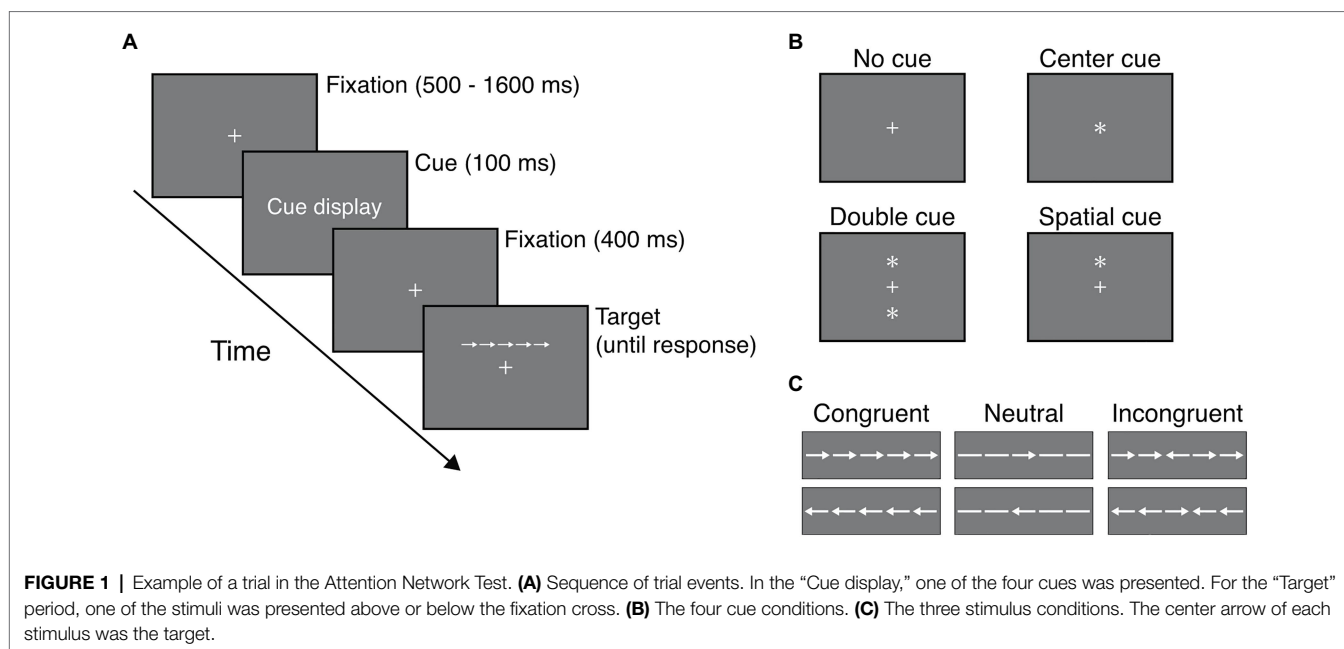 A
Fixation (500 - 1600 ms)
+
Cue (100 ms)
Cue display
Fixation (400 ms)
+
Target
(until response)
→→→→→
+
Time
B
No cue
+
Center cue
*
Double cue
*
+
*
Spatial cue
*
+
C
Congruent
Neutral
Incongruent
→→→→→
——→——
→→←→→
←←←←←
——←——
←←→←←
FIGURE 1 | Example of a trial in the Attention Network Test. (A) Sequence of trial events. In the “Cue display,” one of the four cues was presented. For the “Target”
period, one of the stimuli was presented above or below the fixation cross. (B) The four cue conditions. (C) The three stimulus conditions. The center arrow of each
stimulus was the target.